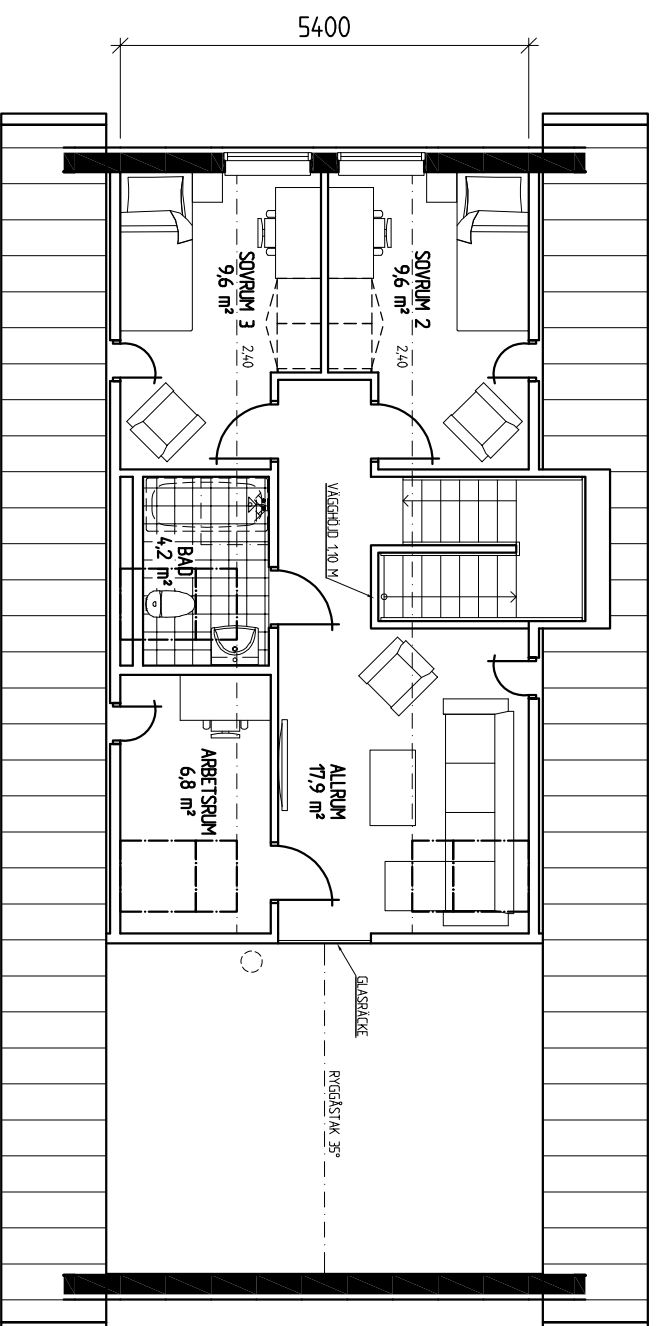 5400
SOVRUM 3
9,6 m²
2,40
SOVRUM 2
9,6 m²
2,40
VÄGGHÖJD 1,10 M
BAD
4,2 m²
ARBETSRUM
6,8 m²
ALLRUM
17,9 m²
GLASRÄCKE
RYGGÅSTAK 35°